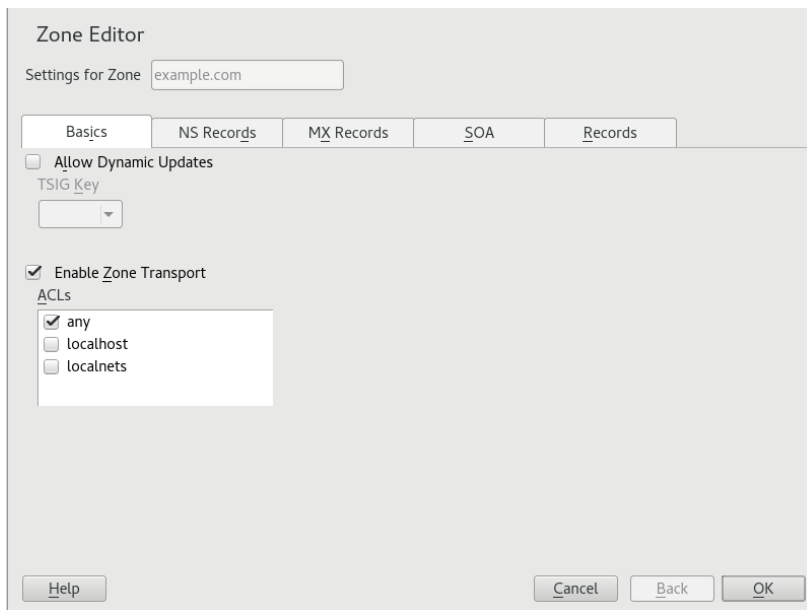 Zone Editor
Settings for Zone example.com
Basics NS Records MX Records SOA Records
Allow Dynamic Updates
TSIG Key
Enable Zone Transport
ACLs
any
localhost
localnets
Help Cancel Back OK